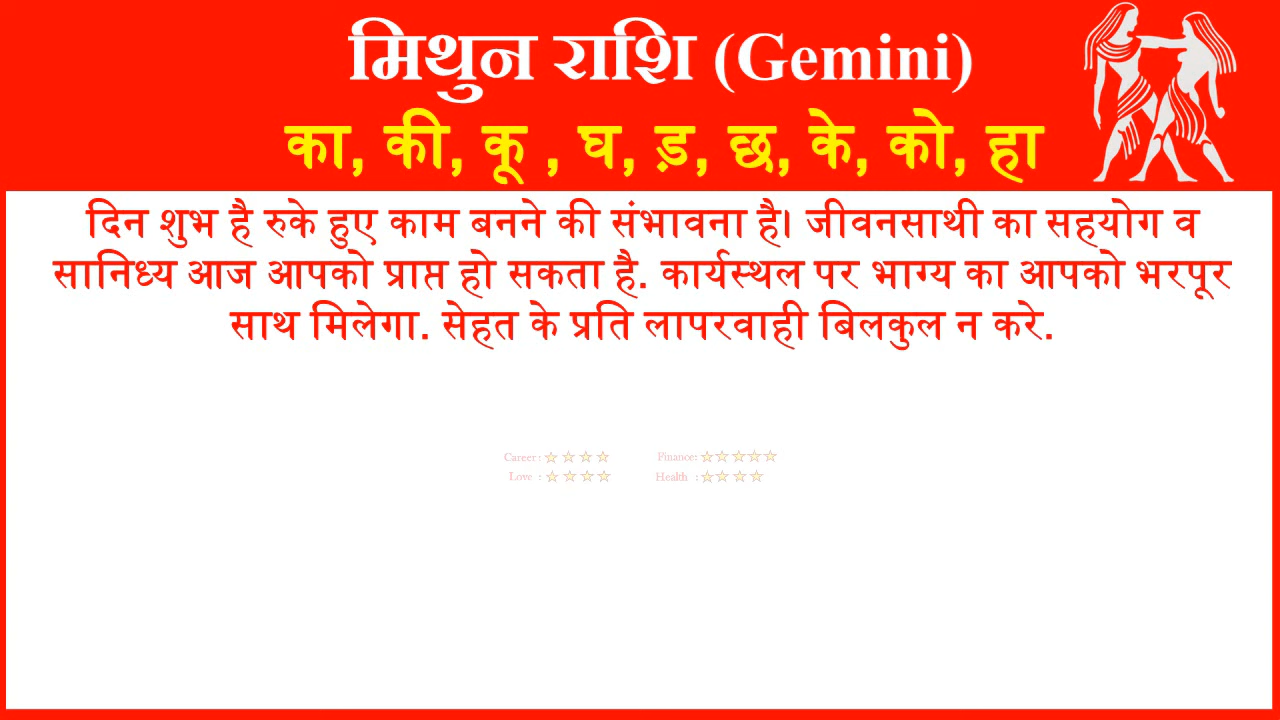 मिथुन राशि (Gemini)
का, की, कू , घ, ड़, छ, के, को, हा
दिन शुभ है रुके हुए काम बनने की संभावना है। जीवनसाथी का सहयोग व
सानिध्य आज आपको प्राप्त हो सकता है. कार्यस्थल पर भाग्य का आपको भरपूर
साथ मिलेगा. सेहत के प्रति लापरवाही बिलकुल न करे.
Career : ☆ ☆ ☆ ☆ Finance: ☆☆☆☆☆
Love : ☆ ☆ ☆ ☆ Health : ☆☆☆☆